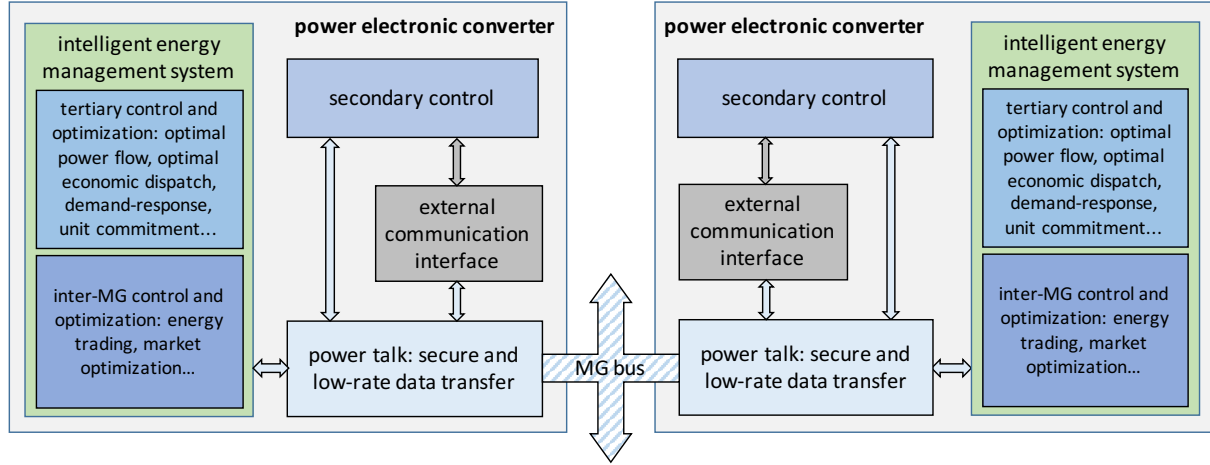 power electronic converter
intelligent energy
management system
tertiary control and
optimization: optimal
power flow, optimal
economic dispatch,
demand-response,
unit commitment...
inter-MG control and
optimization: energy
trading, market
optimization...
secondary control
external
communication
interface
power talk: secure and
low-rate data transfer
MG bus
power electronic converter
secondary control
external
communication
interface
power talk: secure and
low-rate data transfer
intelligent energy
management system
tertiary control and
optimization: optimal
power flow, optimal
economic dispatch,
demand-response,
unit commitment...
inter-MG control and
optimization: energy
trading, market
optimization...